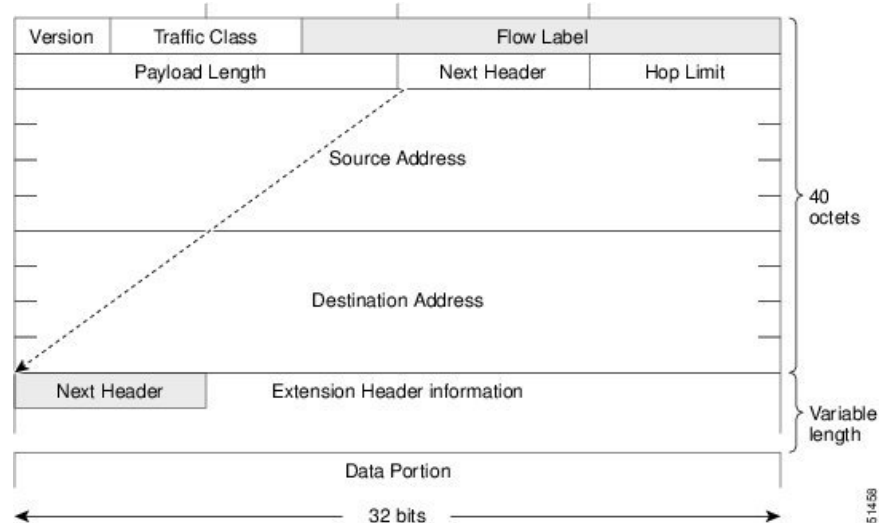 Version Traffic Class Flow Label
Payload Length Next Header Hop Limit
Source Address
40
octets
Destination Address
Next Header Extension Header information
Variable
length
Data Portion
32 bits
51458